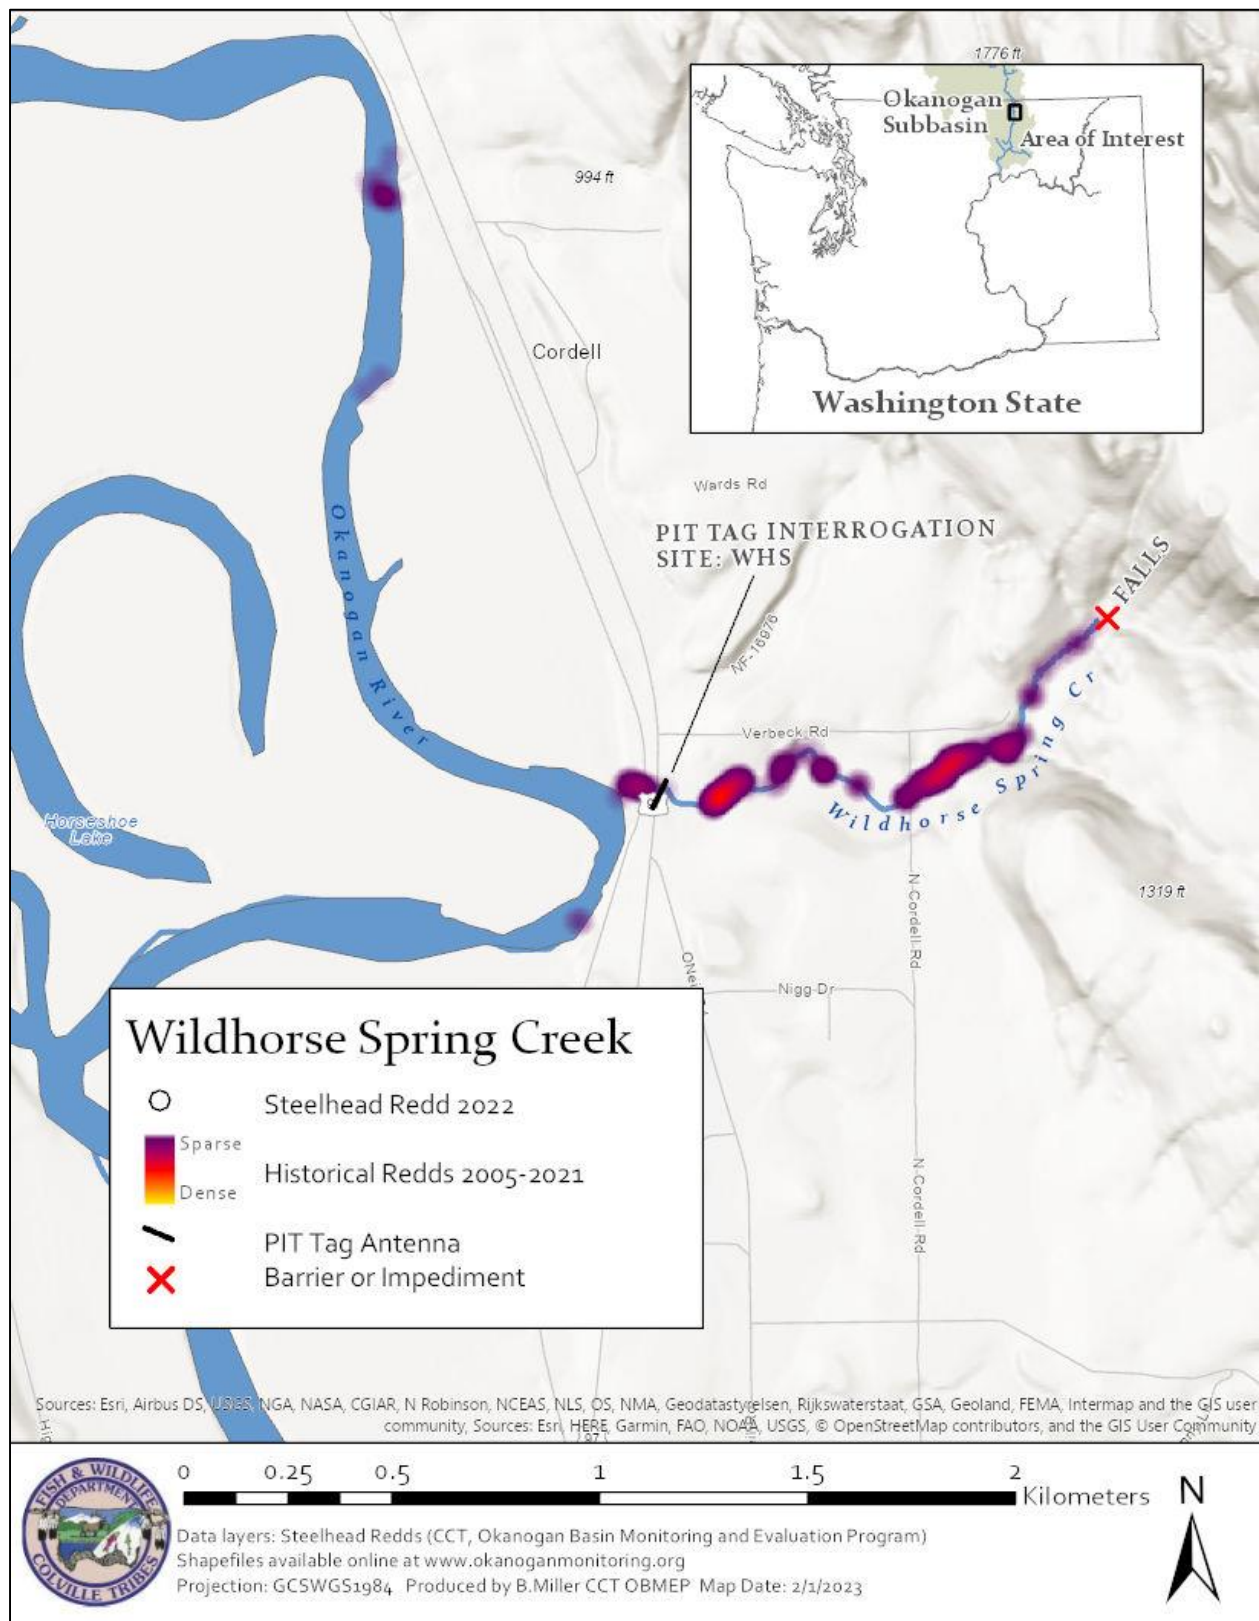 1776 ft
Okanogan
Subbasin
Area of Interest
Washington State
994 ft
Cordell
Wards Rd
PIT TAG INTERROGATION
SITE: WHS
NF-16976
FALLS
Okanogan River
Verbeck Rd
Wildhorse Spring Cr
Horseshoe
Lake
1319 ft
N Cordell Rd
Nigg Dr
N Cordell Rd
Wildhorse Spring Creek
Steelhead Redd 2022
Sparse
Dense
Historical Redds 2005-2021
PIT Tag Antenna
Barrier or Impediment
Sources: Esri, Airbus DS, USGS, NGA, NASA, CGIAR, N Robinson, NCEAS, NLS, OS, NMA, Geodatastyrelsen, Rijkswaterstaat, GSA, Geoland, FEMA, Intermap and the GIS user
community, Sources: Esri, HERE, Garmin, FAO, NOAA, USGS, © OpenStreetMap contributors, and the GIS User Community
97
FISH & WILDLIFE
DEPARTMENT
COLVILLE TRIBES
0 0.25 0.5 1 1.5 2
Kilometers
N
Data layers: Steelhead Redds (CCT, Okanogan Basin Monitoring and Evaluation Program)
Shapefiles available online at www.okanoganmonitoring.org
Projection: GCSWGS1984 Produced by B.Miller CCT OBMEP Map Date: 2/1/2023